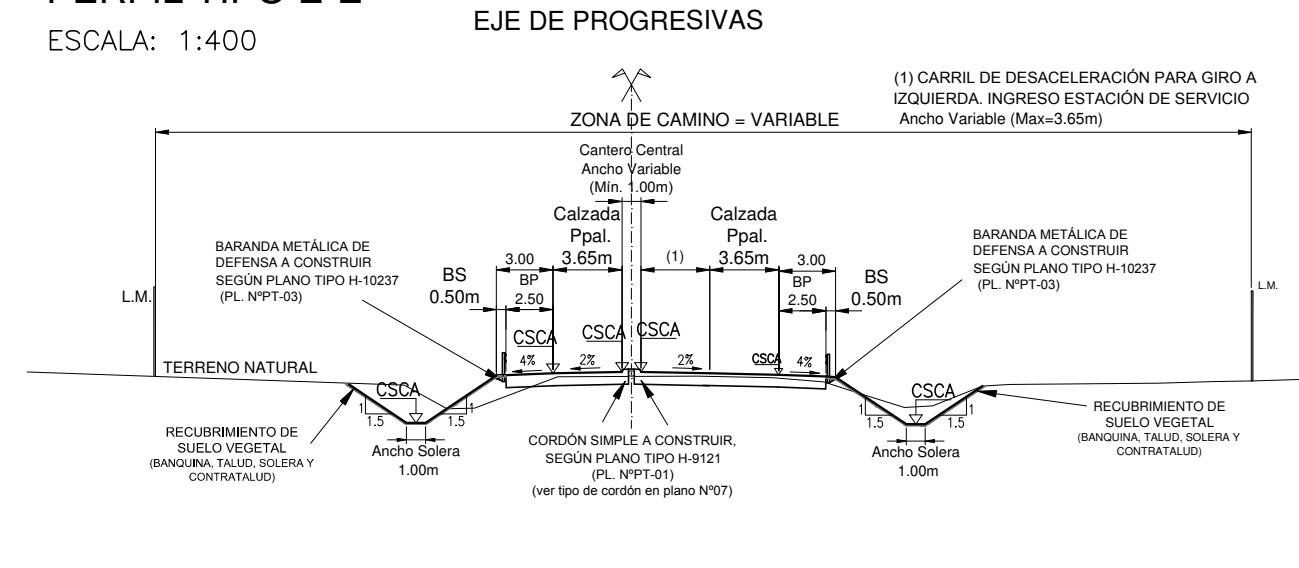 PERFIL TIPO E-E
ESCALA: 1:400
EJE DE PROGRESIVAS
(1) CARRIL DE DESACELERACIÓN PARA GIRO A
IZQUIERDA. INGRESO ESTACIÓN DE SERVICIO
Ancho Variable (Max=3.65m)
ZONA DE CAMINO = VARIABLE
Cantero Central
Ancho Variable
(Mín. 1.00m)
Calzada
Ppal.
3.65m
(1)
Calzada
Ppal.
3.65m
3.00
BP
2.50
BS
0.50m
3.00
BP
2.50
BS
0.50m
BARANDA METÁLICA DE
DEFENSA A CONSTRUIR
SEGÚN PLANO TIPO H-10237
(PL. NºPT-03)
BARANDA METÁLICA DE
DEFENSA A CONSTRUIR
SEGÚN PLANO TIPO H-10237
(PL. NºPT-03)
L.M.
L.M.
CSCA
CSCA
CSCA
CSCA
4%
2%
2%
4%
TERRENO NATURAL
CSCA
CSCA
1
1.5
1
1.5
1
1.5
1
1.5
RECUBRIMIENTO DE
SUELO VEGETAL
(BANQUINA, TALUD, SOLERA Y
CONTRATALUD)
Ancho Solera
1.00m
CORDÓN SIMPLE A CONSTRUIR,
SEGÚN PLANO TIPO H-9121
(PL. NºPT-01)
(ver tipo de cordón en plano Nº07)
Ancho Solera
1.00m
RECUBRIMIENTO DE
SUELO VEGETAL
(BANQUINA, TALUD, SOLERA Y
CONTRATALUD)